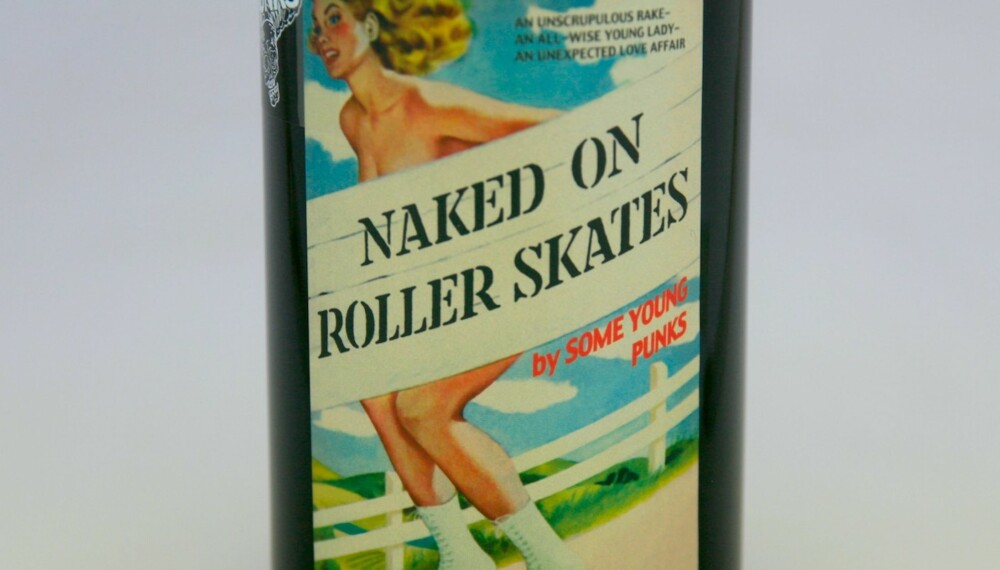 AN UNSCRUPULOUS RAKE-
AN ALL-WISE YOUNG LADY-
AN UNEXPECTED LOVE AFFAIR
NAKED ON
ROLLER SKATES
by SOME YOUNG
PUNKS